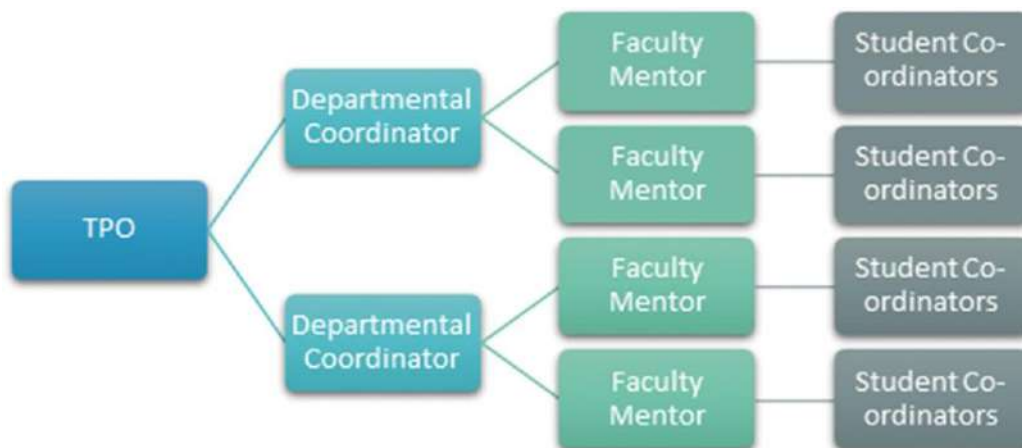 TPO
Departmental
Coordinator
Departmental
Coordinator
Faculty
Mentor
Faculty
Mentor
Faculty
Mentor
Faculty
Mentor
Student Co-
ordinators
Student Co-
ordinators
Student Co-
ordinators
Student Co-
ordinators